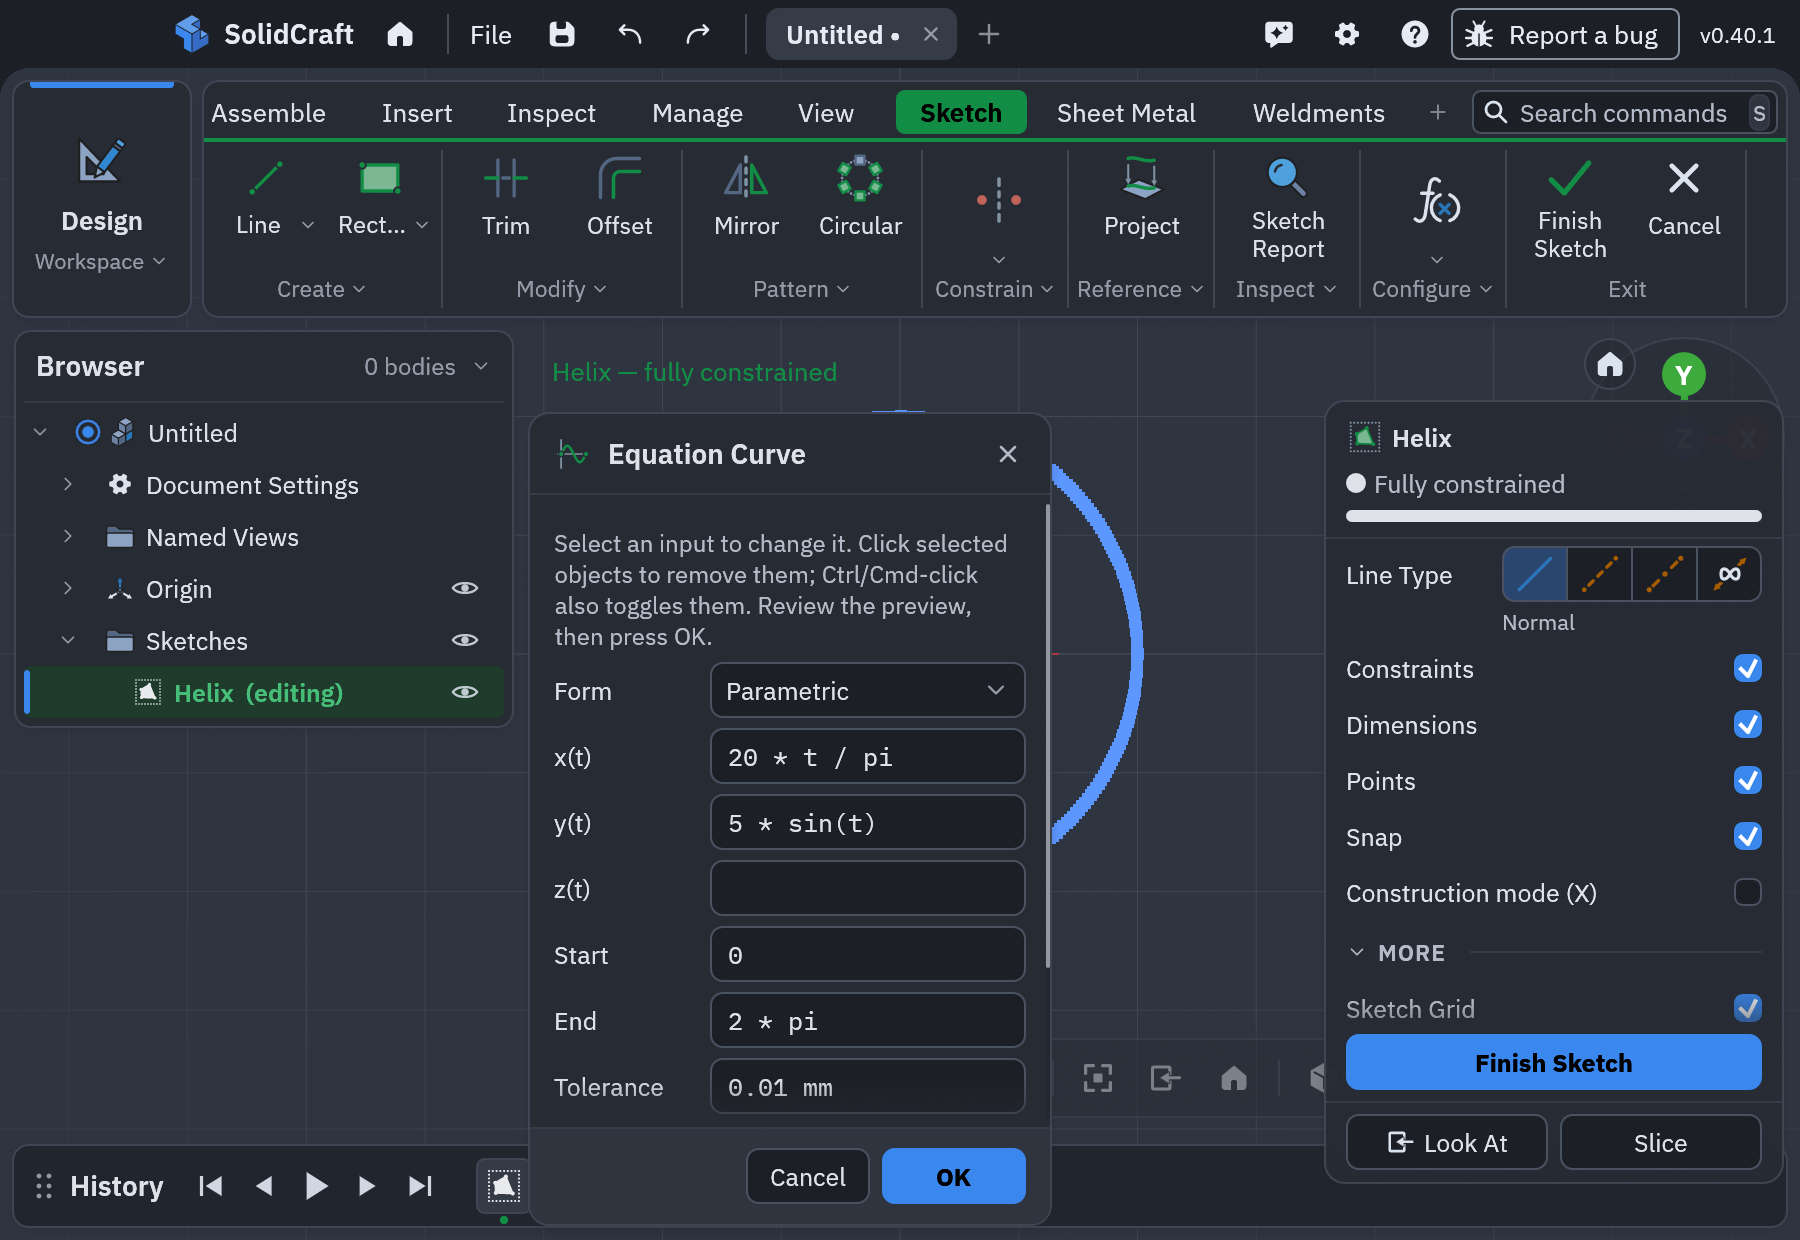 SolidCraft
File
Untitled •
Report a bug
v0.40.1
Design
Workspace
Assemble
Insert
Inspect
Manage
View
Sketch
Sheet Metal
Weldments
Search commands
S
Line
Rect...
Trim
Offset
Mirror
Circular
Project
Sketch
Report
f(x)
Finish
Sketch
Cancel
Create
Modify
Pattern
Constrain
Reference
Inspect
Configure
Exit
Browser
0 bodies
Untitled
Document Settings
Named Views
Origin
Sketches
Helix (editing)
Helix — fully constrained
Equation Curve
Select an input to change it. Click selected
objects to remove them; Ctrl/Cmd-click
also toggles them. Review the preview,
then press OK.
Form
Parametric
x(t)
20 * t / pi
y(t)
5 * sin(t)
z(t)
Start
0
End
2 * pi
Tolerance
0.01 mm
Cancel
OK
Y
Z
X
Helix
Fully constrained
Line Type
Normal
Constraints
Dimensions
Points
Snap
Construction mode (X)
MORE
Sketch Grid
Finish Sketch
Look At
Slice
History